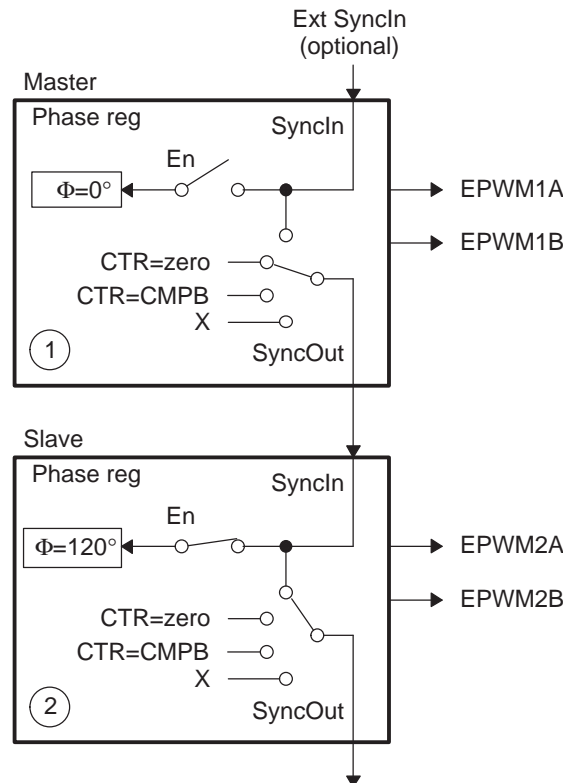 Ext SyncIn
(optional)
Master
Phase reg
SyncIn
En
Φ=0°
EPWM1A
EPWM1B
CTR=zero
CTR=CMPB
X
1
SyncOut
Slave
Phase reg
SyncIn
En
Φ=120°
EPWM2A
EPWM2B
CTR=zero
CTR=CMPB
X
2
SyncOut